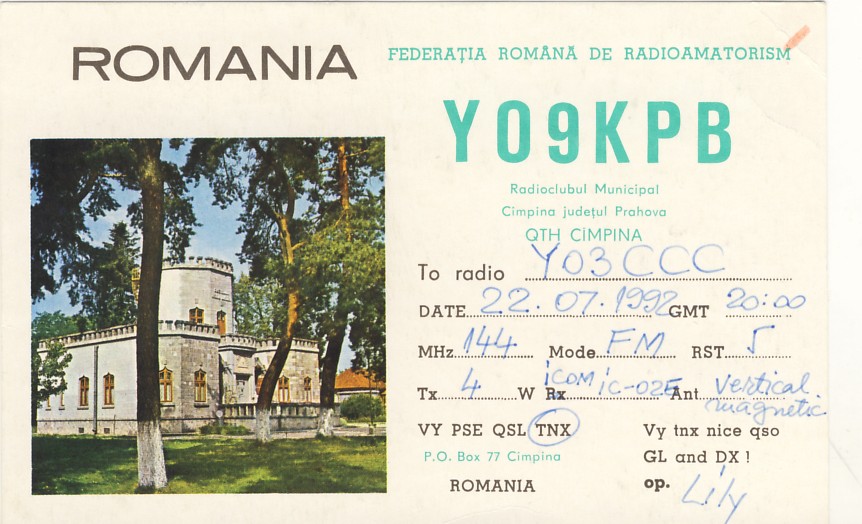 ROMANIA
FEDERAȚIA ROMÂNĂ DE RADIOAMATORISM
YO9KPB
Radioclubul Municipal
Cîmpina județul Prahova
QTH CÎMPINA
To radio YO3CCC
DATE 22.07.1992 GMT 20:00
MHz 144 Mode FM RST 5
Tx 4 W Rx icom ic-02E Ant vertical magnetic
VY PSE QSL TNX Vy tnx nice qso
P.O. Box 77 Cîmpina GL and DX !
ROMANIA op. Lily